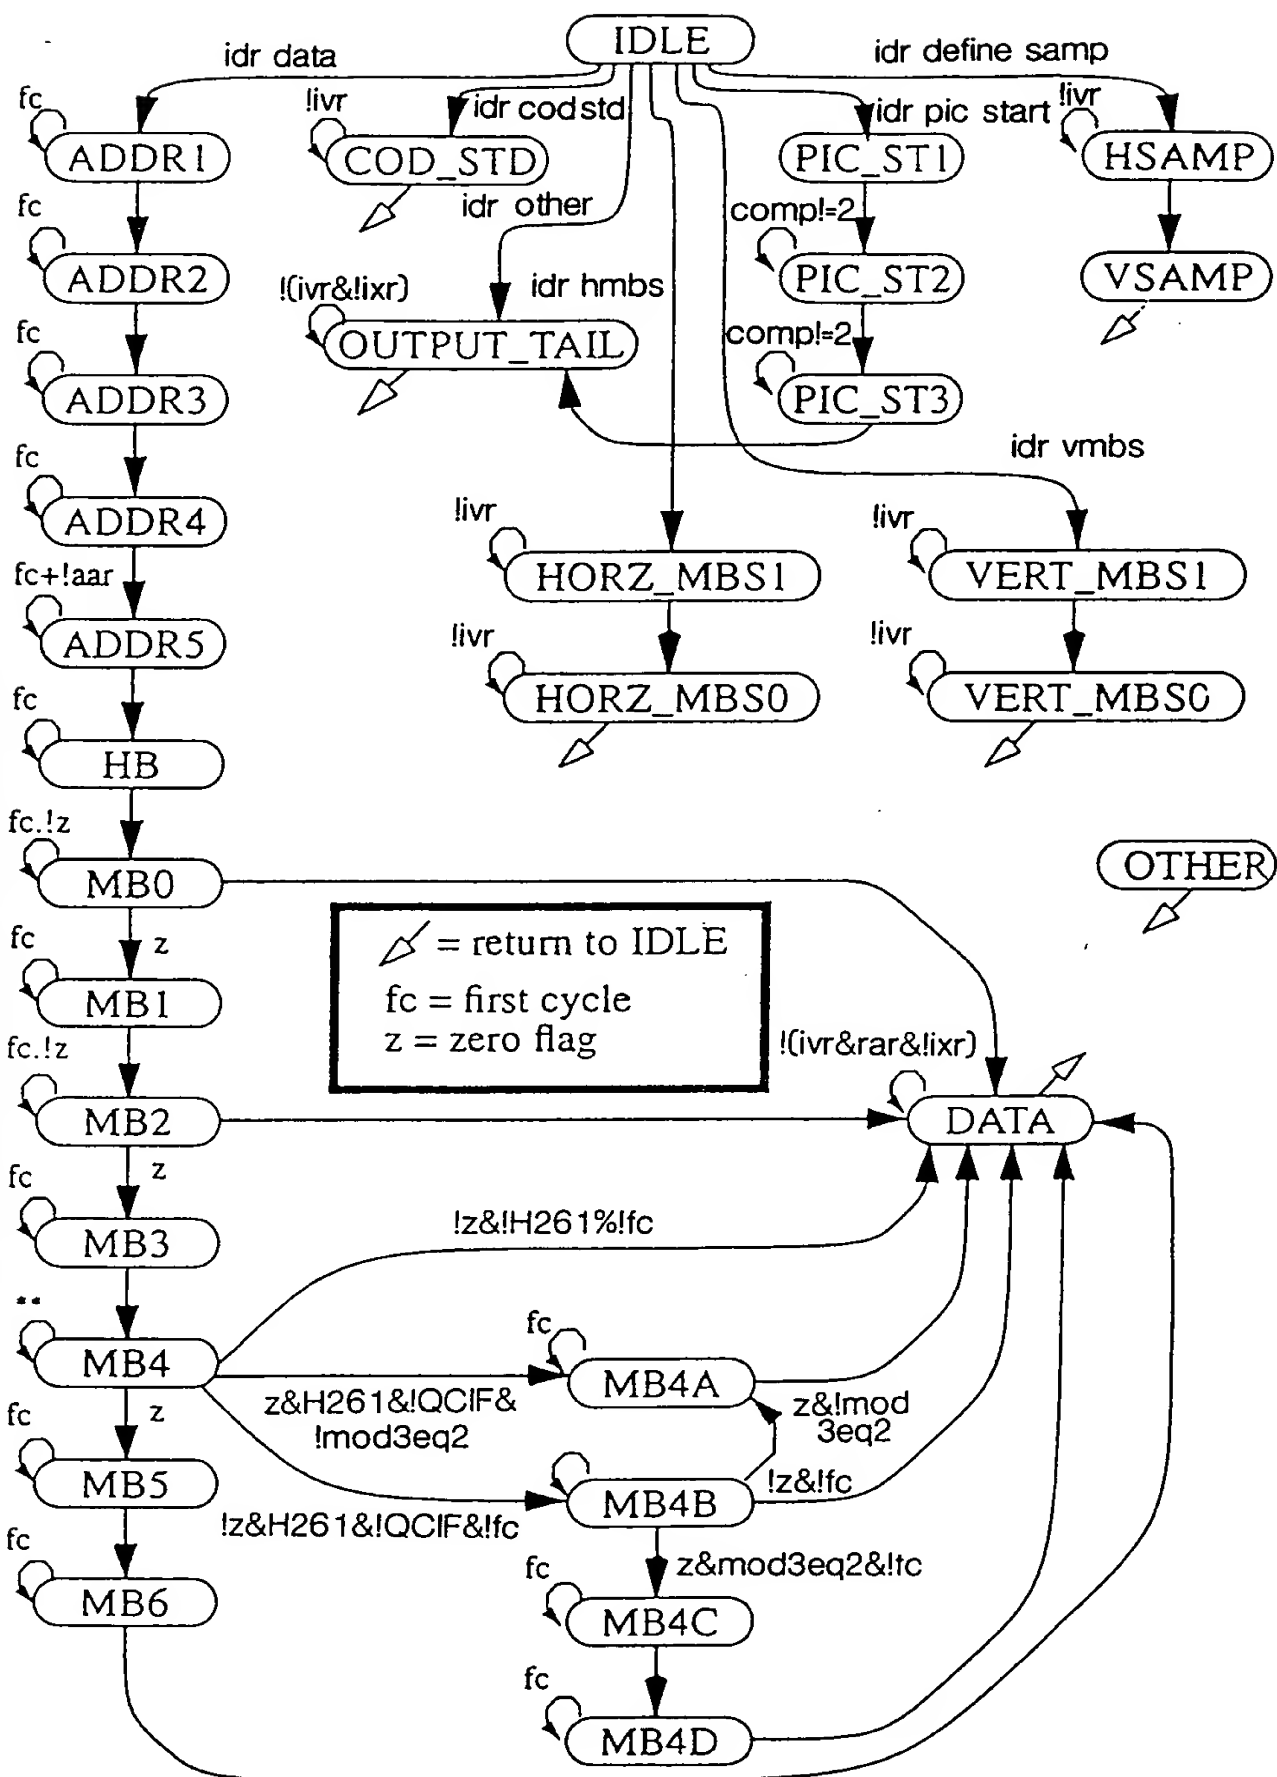 IDLE
idr data
idr define samp
fc
!ivr
idr codstd
idr pic start
!ivr
ADDR1
COD_STD
PIC_ST1
HSAMP
fc
idr other
comp!=2
ADDR2
PIC_ST2
VSAMP
!(ivr&!ixr)
idr hmbs
fc
OUTPUT_TAIL
comp!=2
ADDR3
PIC_ST3
fc
idr vmbs
ADDR4
!ivr
!ivr
fc+!aar
HORZ_MBS1
VERT_MBS1
ADDR5
!ivr
!ivr
fc
HORZ_MBS0
VERT_MBS0
HB
fc.!z
MB0
OTHER
fc
z
= return to IDLE
fc = first cycle
z = zero flag
MB1
fc.!z
!(ivr&rar&!ixr)
MB2
DATA
fc
z
!z&!H261%!fc
MB3
**
fc
MB4
MB4A
z&H261&!QCIF&
!mod3eq2
z&!mod
3eq2
fc
z
MB5
MB4B
!z&!fc
!z&H261&!QCIF&!fc
fc
z&mod3eq2&!fc
fc
MB6
MB4C
fc
MB4D